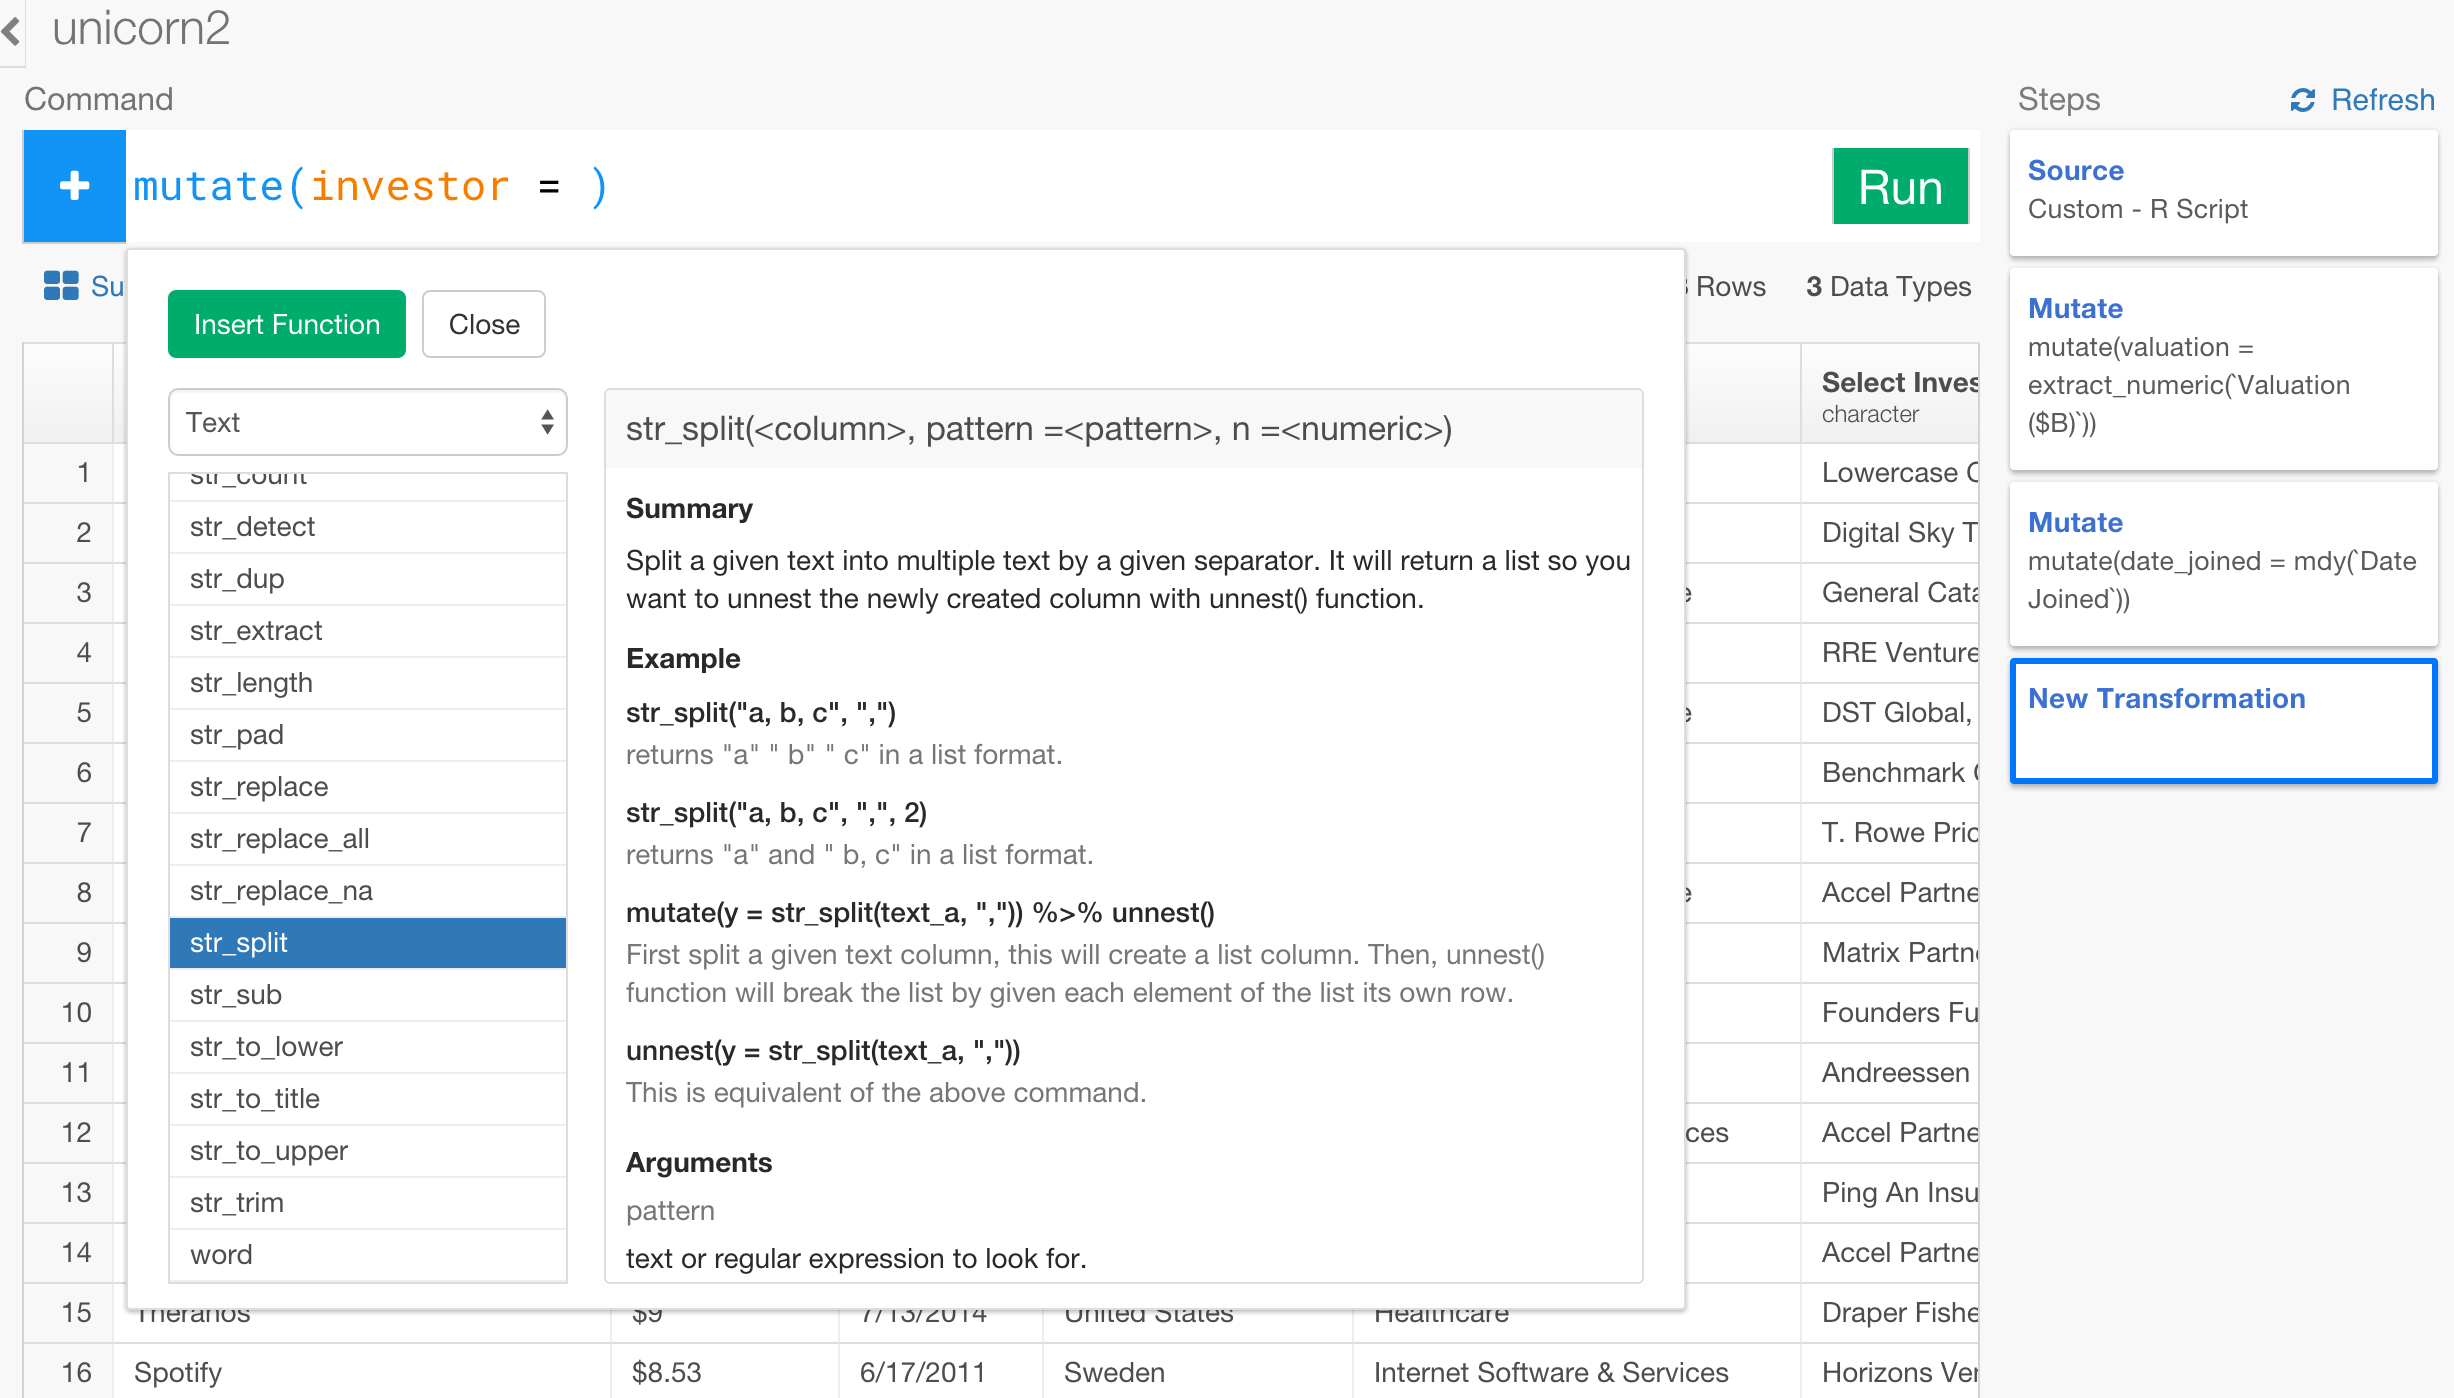 unicorn2
Command
Steps
Refresh
+
mutate(investor = )
Run
Source
Custom - R Script
Mutate
mutate(valuation =
extract_numeric(`Valuation
($B)`))
Mutate
mutate(date_joined = mdy(`Date
Joined`))
New Transformation
Su
Rows
3 Data Types
Insert Function
Close
Text
str_count
str_detect
str_dup
str_extract
str_length
str_pad
str_replace
str_replace_all
str_replace_na
str_split
str_sub
str_to_lower
str_to_title
str_to_upper
str_trim
word
str_split(<column>, pattern =<pattern>, n =<numeric>)
Summary
Split a given text into multiple text by a given separator. It will return a list so you
want to unnest the newly created column with unnest() function.
Example
str_split("a, b, c", ",")
returns "a" " b" " c" in a list format.
str_split("a, b, c", ",", 2)
returns "a" and " b, c" in a list format.
mutate(y = str_split(text_a, ",")) %>% unnest()
First split a given text column, this will create a list column. Then, unnest()
function will break the list by given each element of the list its own row.
unnest(y = str_split(text_a, ","))
This is equivalent of the above command.
Arguments
pattern
text or regular expression to look for.
Select Inves
character
1 Lowercase C
2 Digital Sky T
3 e General Cata
4 RRE Venture
5 e DST Global,
6 Benchmark
7 T. Rowe Pric
8 e Accel Partne
9 Matrix Partne
10 Founders Fu
11 Andreessen
12 ces Accel Partne
13 Ping An Insu
14 Accel Partne
15 Theranos $9 7/13/2014 United States Healthcare Draper Fishe
16 Spotify $8.53 6/17/2011 Sweden Internet Software & Services Horizons Ver